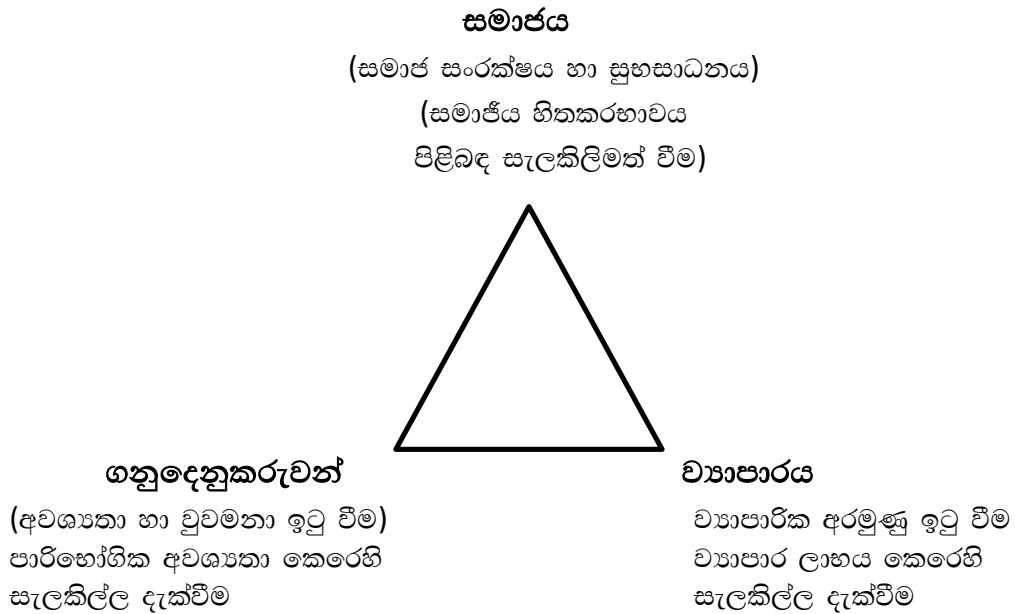 සමාජය
(සමාජ සංරක්ෂය හා සුභසාධනය)
(සමාජීය හිතකරභාවය
පිළිබඳ සැලකිලිමත් වීම)
ගනුදෙනුකරුවන්
(අවශ්‍යතා හා වුවමනා ඉටු වීම)
පාරිභෝගික අවශ්‍යතා කෙරෙහි
සැලකිල්ල දැක්වීම
ව්‍යාපාරය
ව්‍යාපාරික අරමුණු ඉටු වීම
ව්‍යාපාර ලාභය කෙරෙහි
සැලකිල්ල දැක්වීම